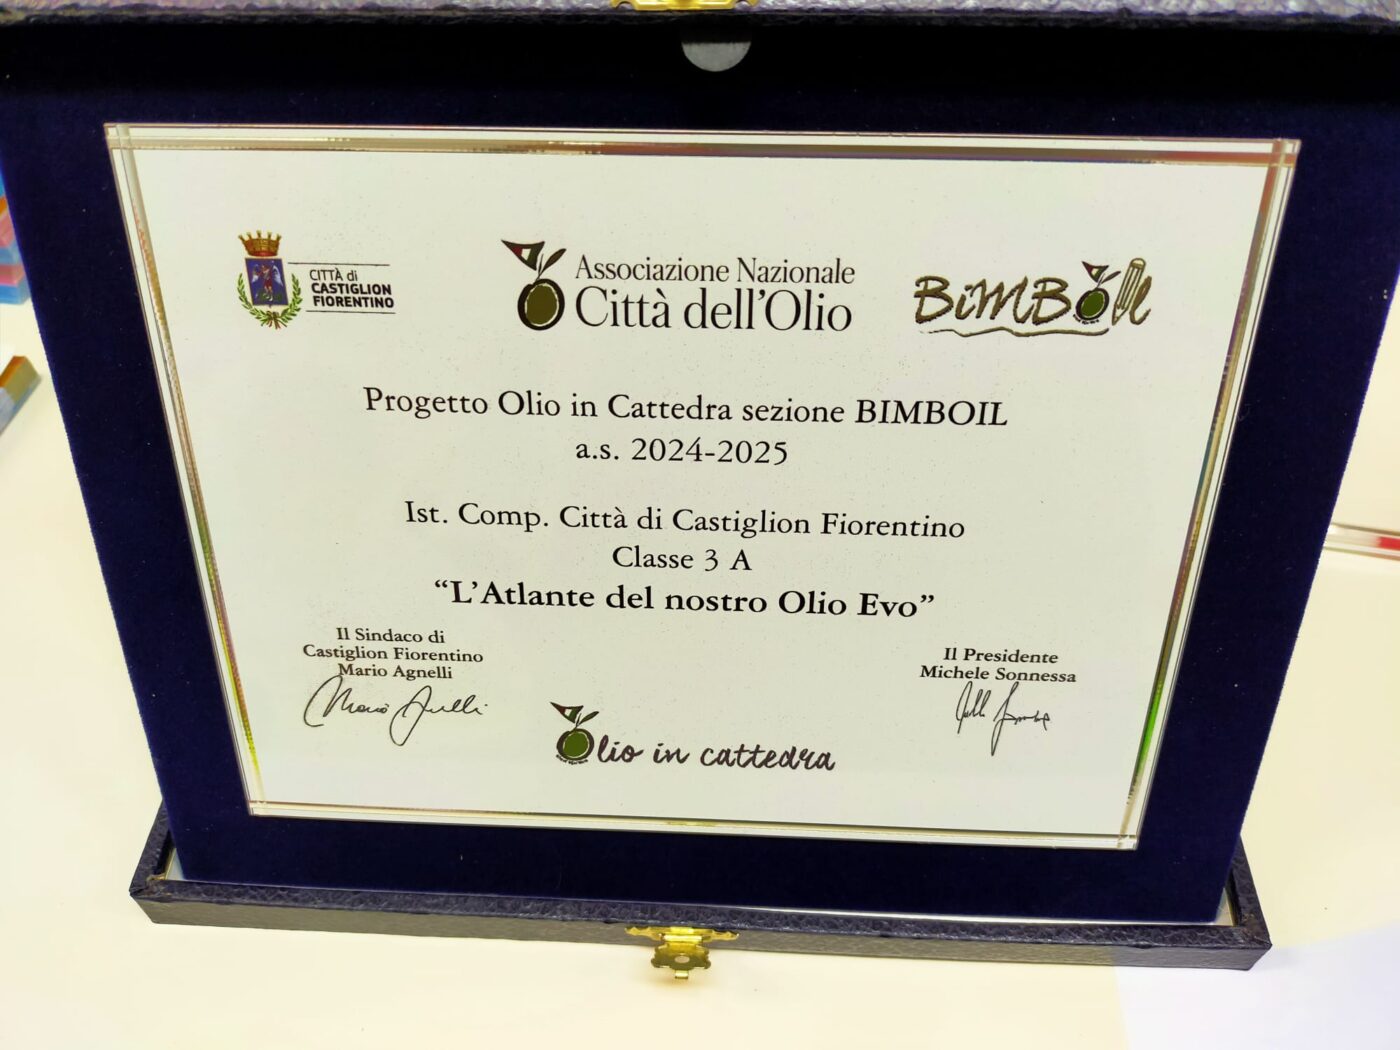 CITTÀ di
CASTIGLION
FIORENTINO
Associazione Nazionale
Città dell'Olio
BiMBOil
Progetto Olio in Cattedra sezione BIMBOIL
a.s. 2024-2025
Ist. Comp. Città di Castiglion Fiorentino
Classe 3 A
“L’Atlante del nostro Olio Evo”
Il Sindaco di
Castiglion Fiorentino
Mario Agnelli
Il Presidente
Michele Sonnessa
Olio in cattedra